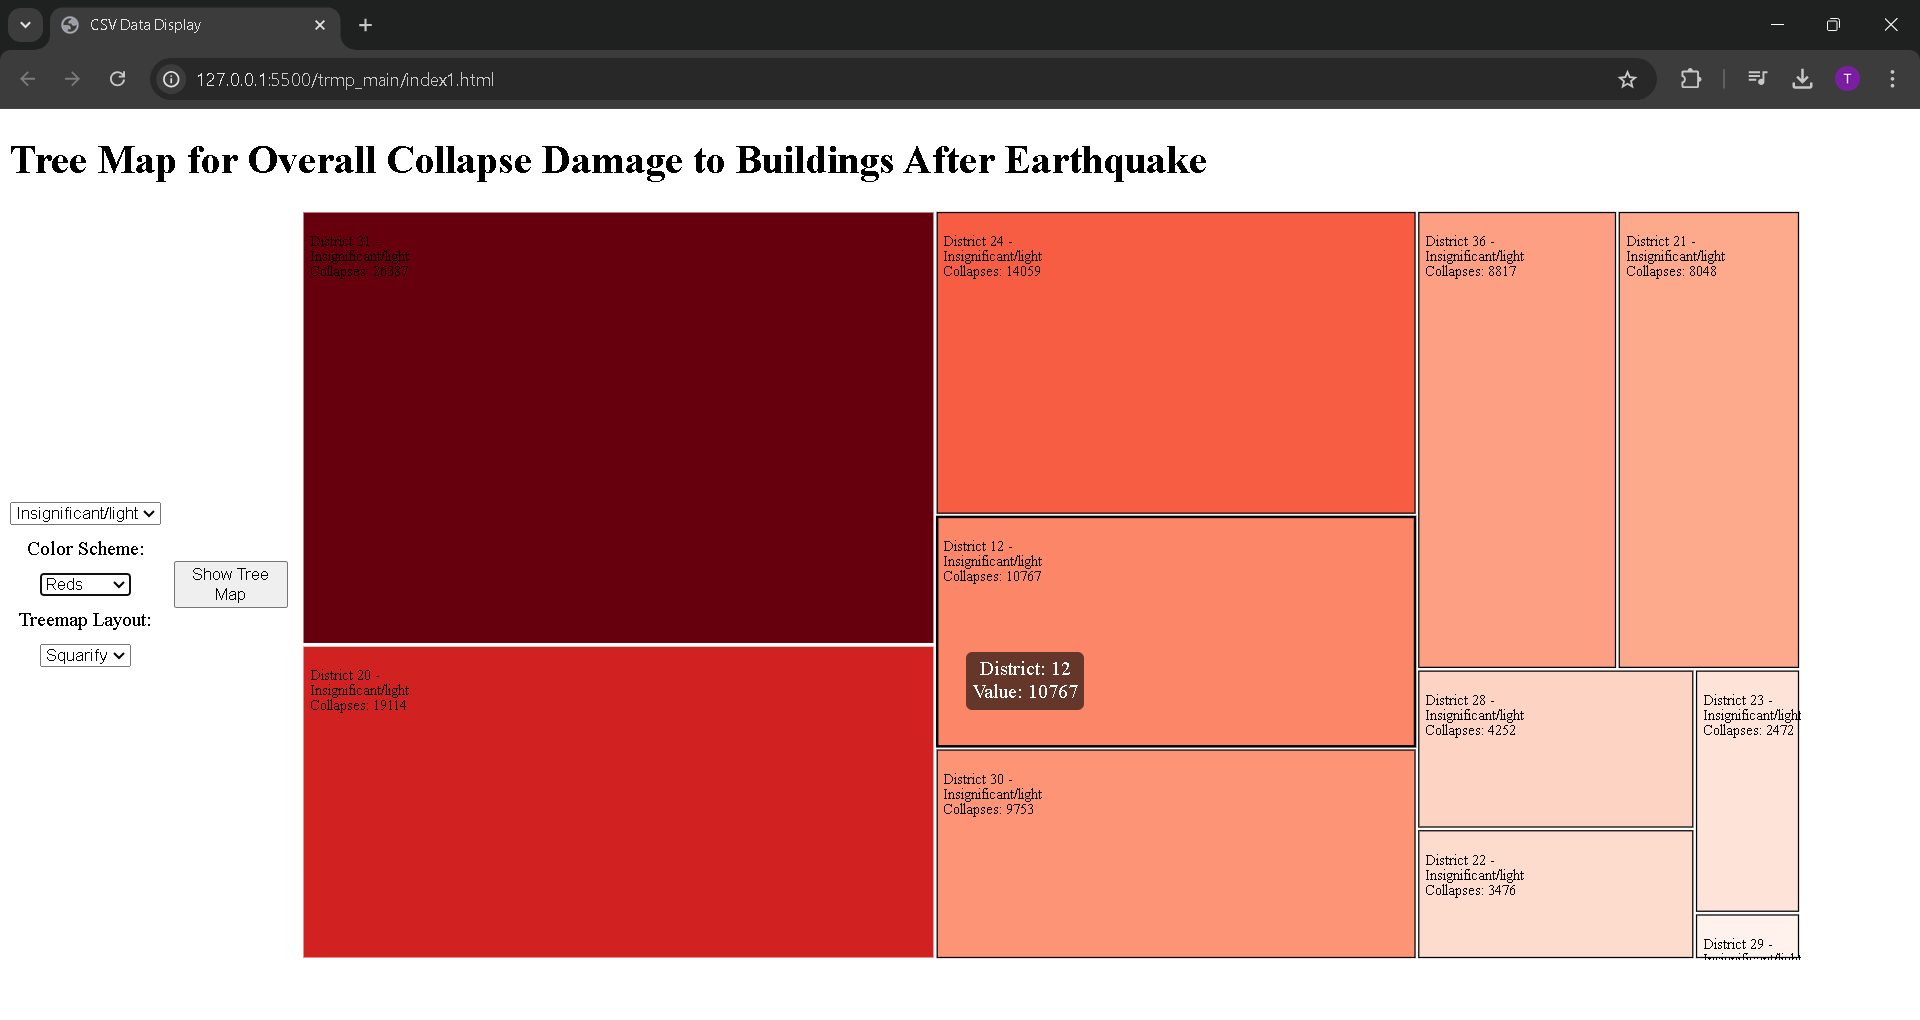 CSV Data Display
127.0.0.1:5500/trmp_main/index1.html
T
Tree Map for Overall Collapse Damage to Buildings After Earthquake
Insignificant/light
Color Scheme:
Reds
Treemap Layout:
Squarify
Show Tree
Map
District 31 -
Insignificant/light
Collapses: 26387
District 20 -
Insignificant/light
Collapses: 19114
District 24 -
Insignificant/light
Collapses: 14059
District 12 -
Insignificant/light
Collapses: 10767
District: 12
Value: 10767
District 30 -
Insignificant/light
Collapses: 9753
District 36 -
Insignificant/light
Collapses: 8817
District 21 -
Insignificant/light
Collapses: 8048
District 28 -
Insignificant/light
Collapses: 4252
District 22 -
Insignificant/light
Collapses: 3476
District 23 -
Insignificant/light
Collapses: 2472
District 29 -